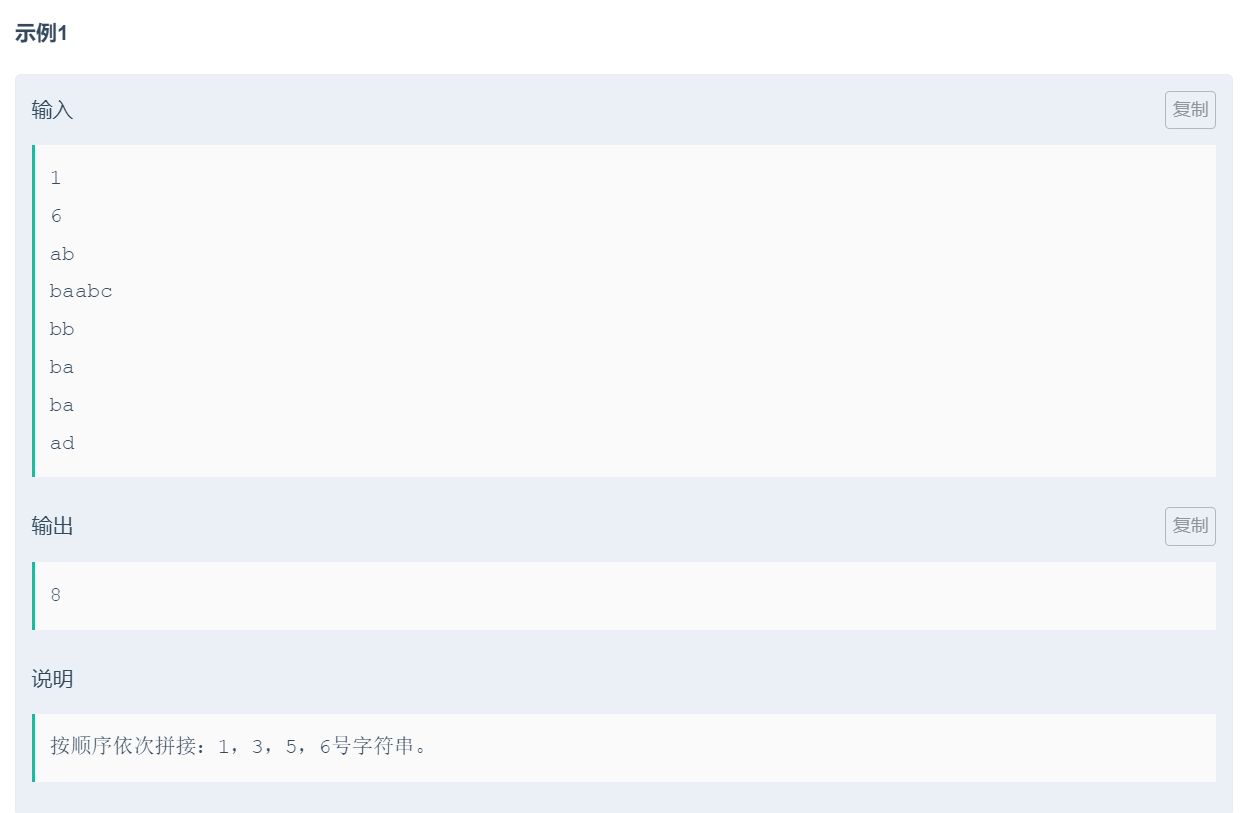 示例1
输入
复制
1
6
ab
baabc
bb
ba
ba
ad
输出
复制
8
说明
按顺序依次拼接：1，3，5，6号字符串。